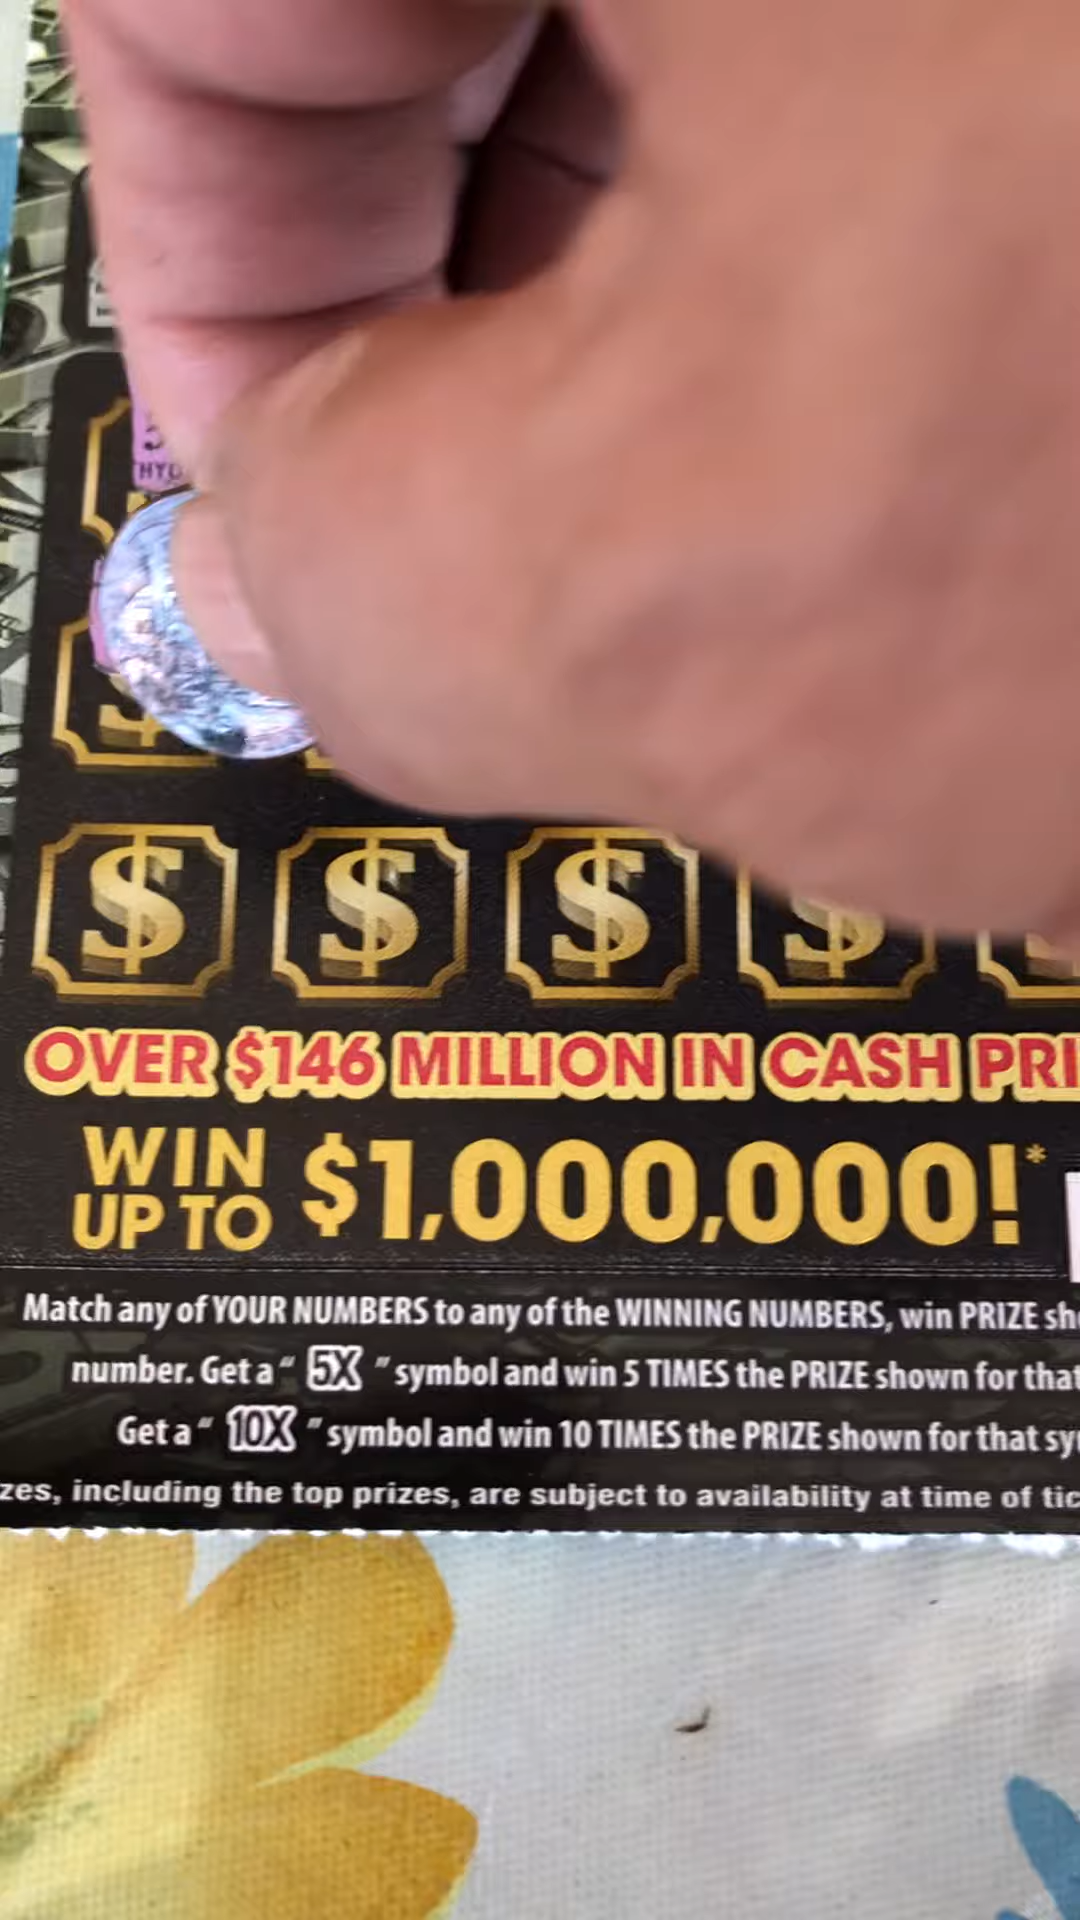 $ $ $ $
OVER $146 MILLION IN CASH PRI
WIN
UP TO $1,000,000!*
Match any of YOUR NUMBERS to any of the WINNING NUMBERS, win PRIZE sh
number. Get a “ 5X ” symbol and win 5 TIMES the PRIZE shown for that
Get a “ 10X ” symbol and win 10 TIMES the PRIZE shown for that sy
zes, including the top prizes, are subject to availability at time of tic